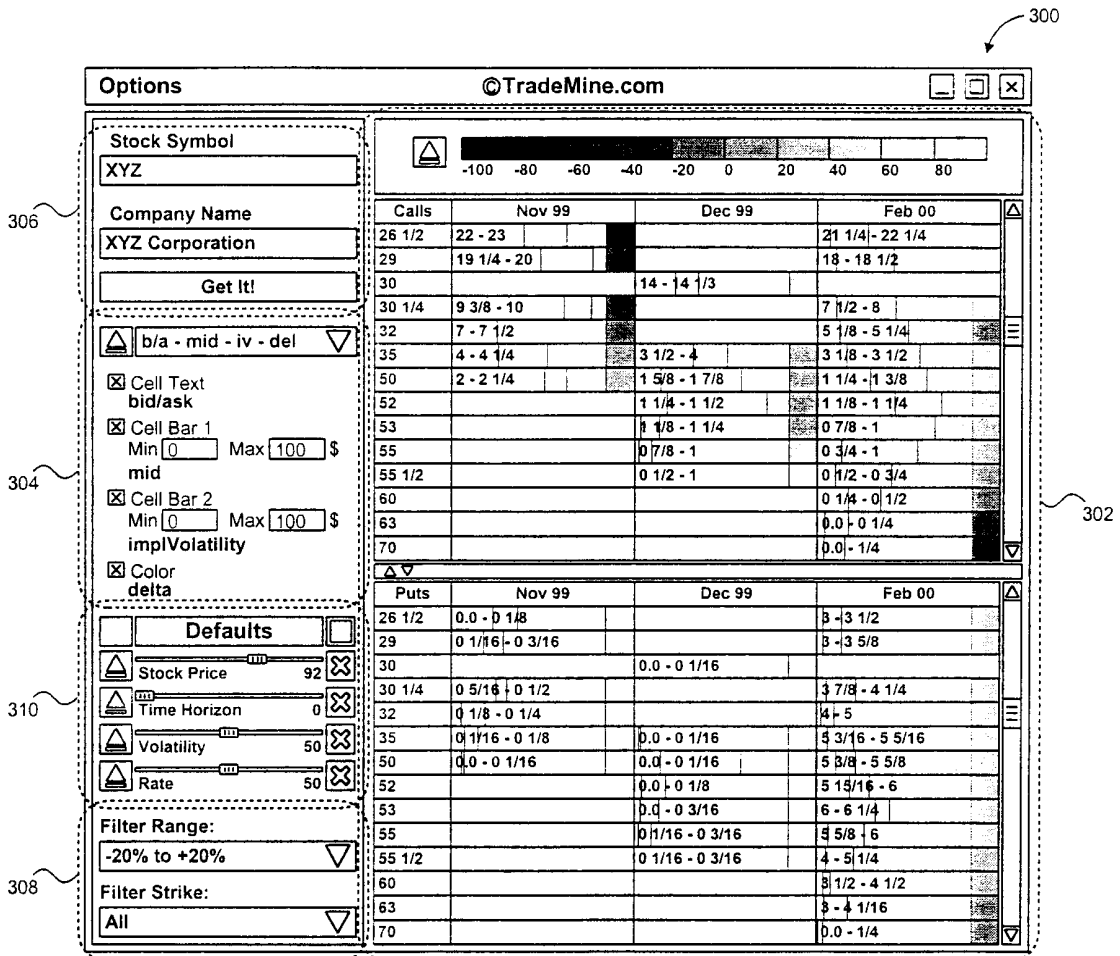 300
Options ©TradeMine.com
306
304
310
308
302
Stock Symbol
XYZ
Company Name
XYZ Corporation
Get It!
b/a - mid - iv - del
Cell Text
bid/ask
Cell Bar 1
Min 0 Max 100 $
mid
Cell Bar 2
Min 0 Max 100 $
implVolatility
Color
delta
Defaults
Stock Price 92
Time Horizon 0
Volatility 50
Rate 50
Filter Range:
-20% to +20%
Filter Strike:
All
-100 -80 -60 -40 -20 0 20 40 60 80
Calls Nov 99 Dec 99 Feb 00
26 1/2 22 - 23 21 1/4 - 22 1/4
29 19 1/4 - 20 18 - 18 1/2
30 14 - 14 1/3
30 1/4 9 3/8 - 10 7 1/2 - 8
32 7 - 7 1/2 5 1/8 - 5 1/4
35 4 - 4 1/4 3 1/2 - 4 3 1/8 - 3 1/2
50 2 - 2 1/4 1 5/8 - 1 7/8 1 1/4 - 1 3/8
52 1 1/4 - 1 1/2 1 1/8 - 1 1/4
53 1 1/8 - 1 1/4 0 7/8 - 1
55 0 7/8 - 1 0 3/4 - 1
55 1/2 0 1/2 - 1 0 1/2 - 0 3/4
60 0 1/4 - 0 1/2
63 0.0 - 0 1/4
70 0.0 - 1/4
Puts Nov 99 Dec 99 Feb 00
26 1/2 0.0 - 0 1/8 3 - 3 1/2
29 0 1/16 - 0 3/16 3 - 3 5/8
30 0.0 - 0 1/16
30 1/4 0 5/16 - 0 1/2 3 7/8 - 4 1/4
32 0 1/8 - 0 1/4 4 - 5
35 0 1/16 - 0 1/8 0.0 - 0 1/16 5 3/16 - 5 5/16
50 0.0 - 0 1/16 0.0 - 0 1/16 5 3/8 - 5 5/8
52 0.0 - 0 1/8 5 15/16 - 6
53 0.0 - 0 3/16 6 - 6 1/4
55 0 1/16 - 0 3/16 5 5/8 - 6
55 1/2 0 1/16 - 0 3/16 4 - 5 1/4
60 3 1/2 - 4 1/2
63 3 - 4 1/16
70 0.0 - 1/4